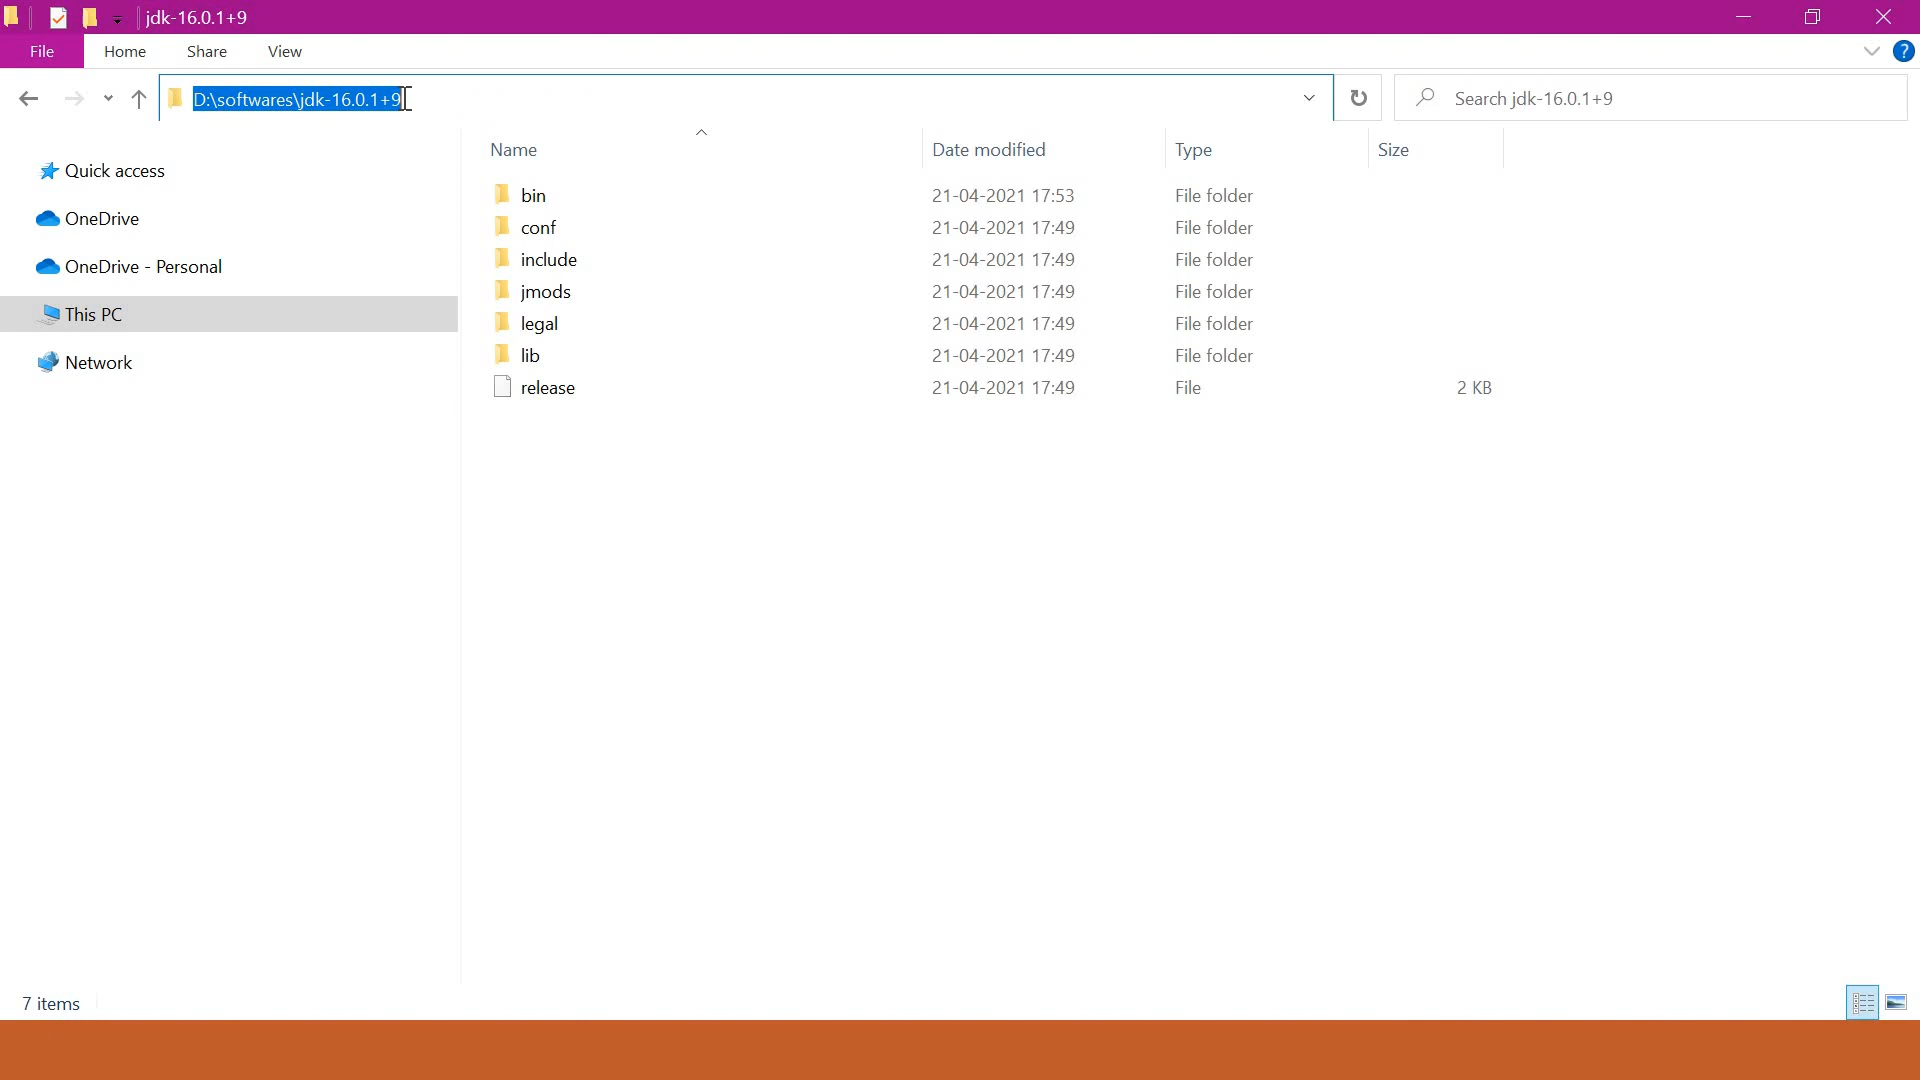 jdk-16.0.1+9
File Home Share View ?
D:\softwares\jdk-16.0.1+9 Search jdk-16.0.1+9
Quick access
OneDrive
OneDrive - Personal
This PC
Network
Name Date modified Type Size
bin 21-04-2021 17:53 File folder
conf 21-04-2021 17:49 File folder
include 21-04-2021 17:49 File folder
jmods 21-04-2021 17:49 File folder
legal 21-04-2021 17:49 File folder
lib 21-04-2021 17:49 File folder
release 21-04-2021 17:49 File 2 KB
7 items